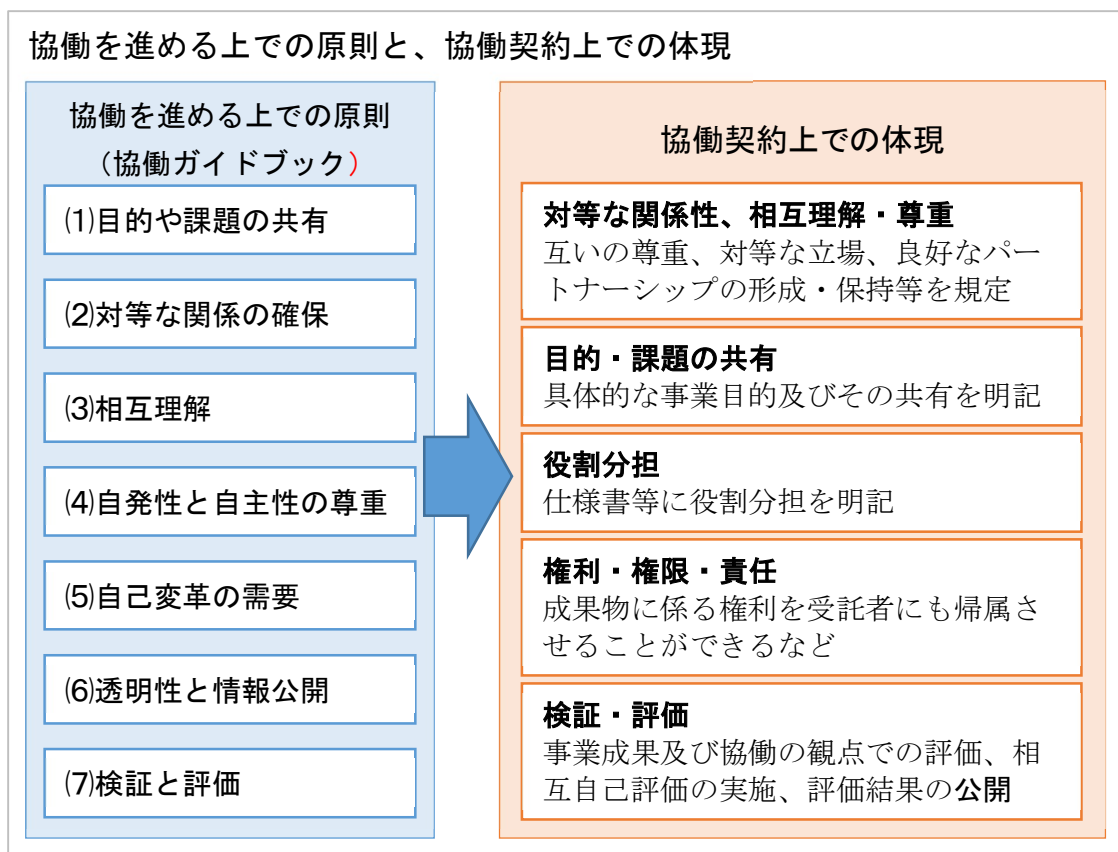 協働を進める上での原則と、協働契約上での体現
協働を進める上での原則
（協働ガイドブック）
⑴目的や課題の共有
⑵対等な関係の確保
⑶相互理解
⑷自発性と自主性の尊重
⑸自己変革の需要
⑹透明性と情報公開
⑺検証と評価
協働契約上での体現
対等な関係性、相互理解・尊重
互いの尊重、対等な立場、良好なパー
トナーシップの形成・保持等を規定
目的・課題の共有
具体的な事業目的及びその共有を明記
役割分担
仕様書等に役割分担を明記
権利・権限・責任
成果物に係る権利を受託者にも帰属さ
せることができるなど
検証・評価
事業成果及び協働の観点での評価、相
互自己評価の実施、評価結果の公開